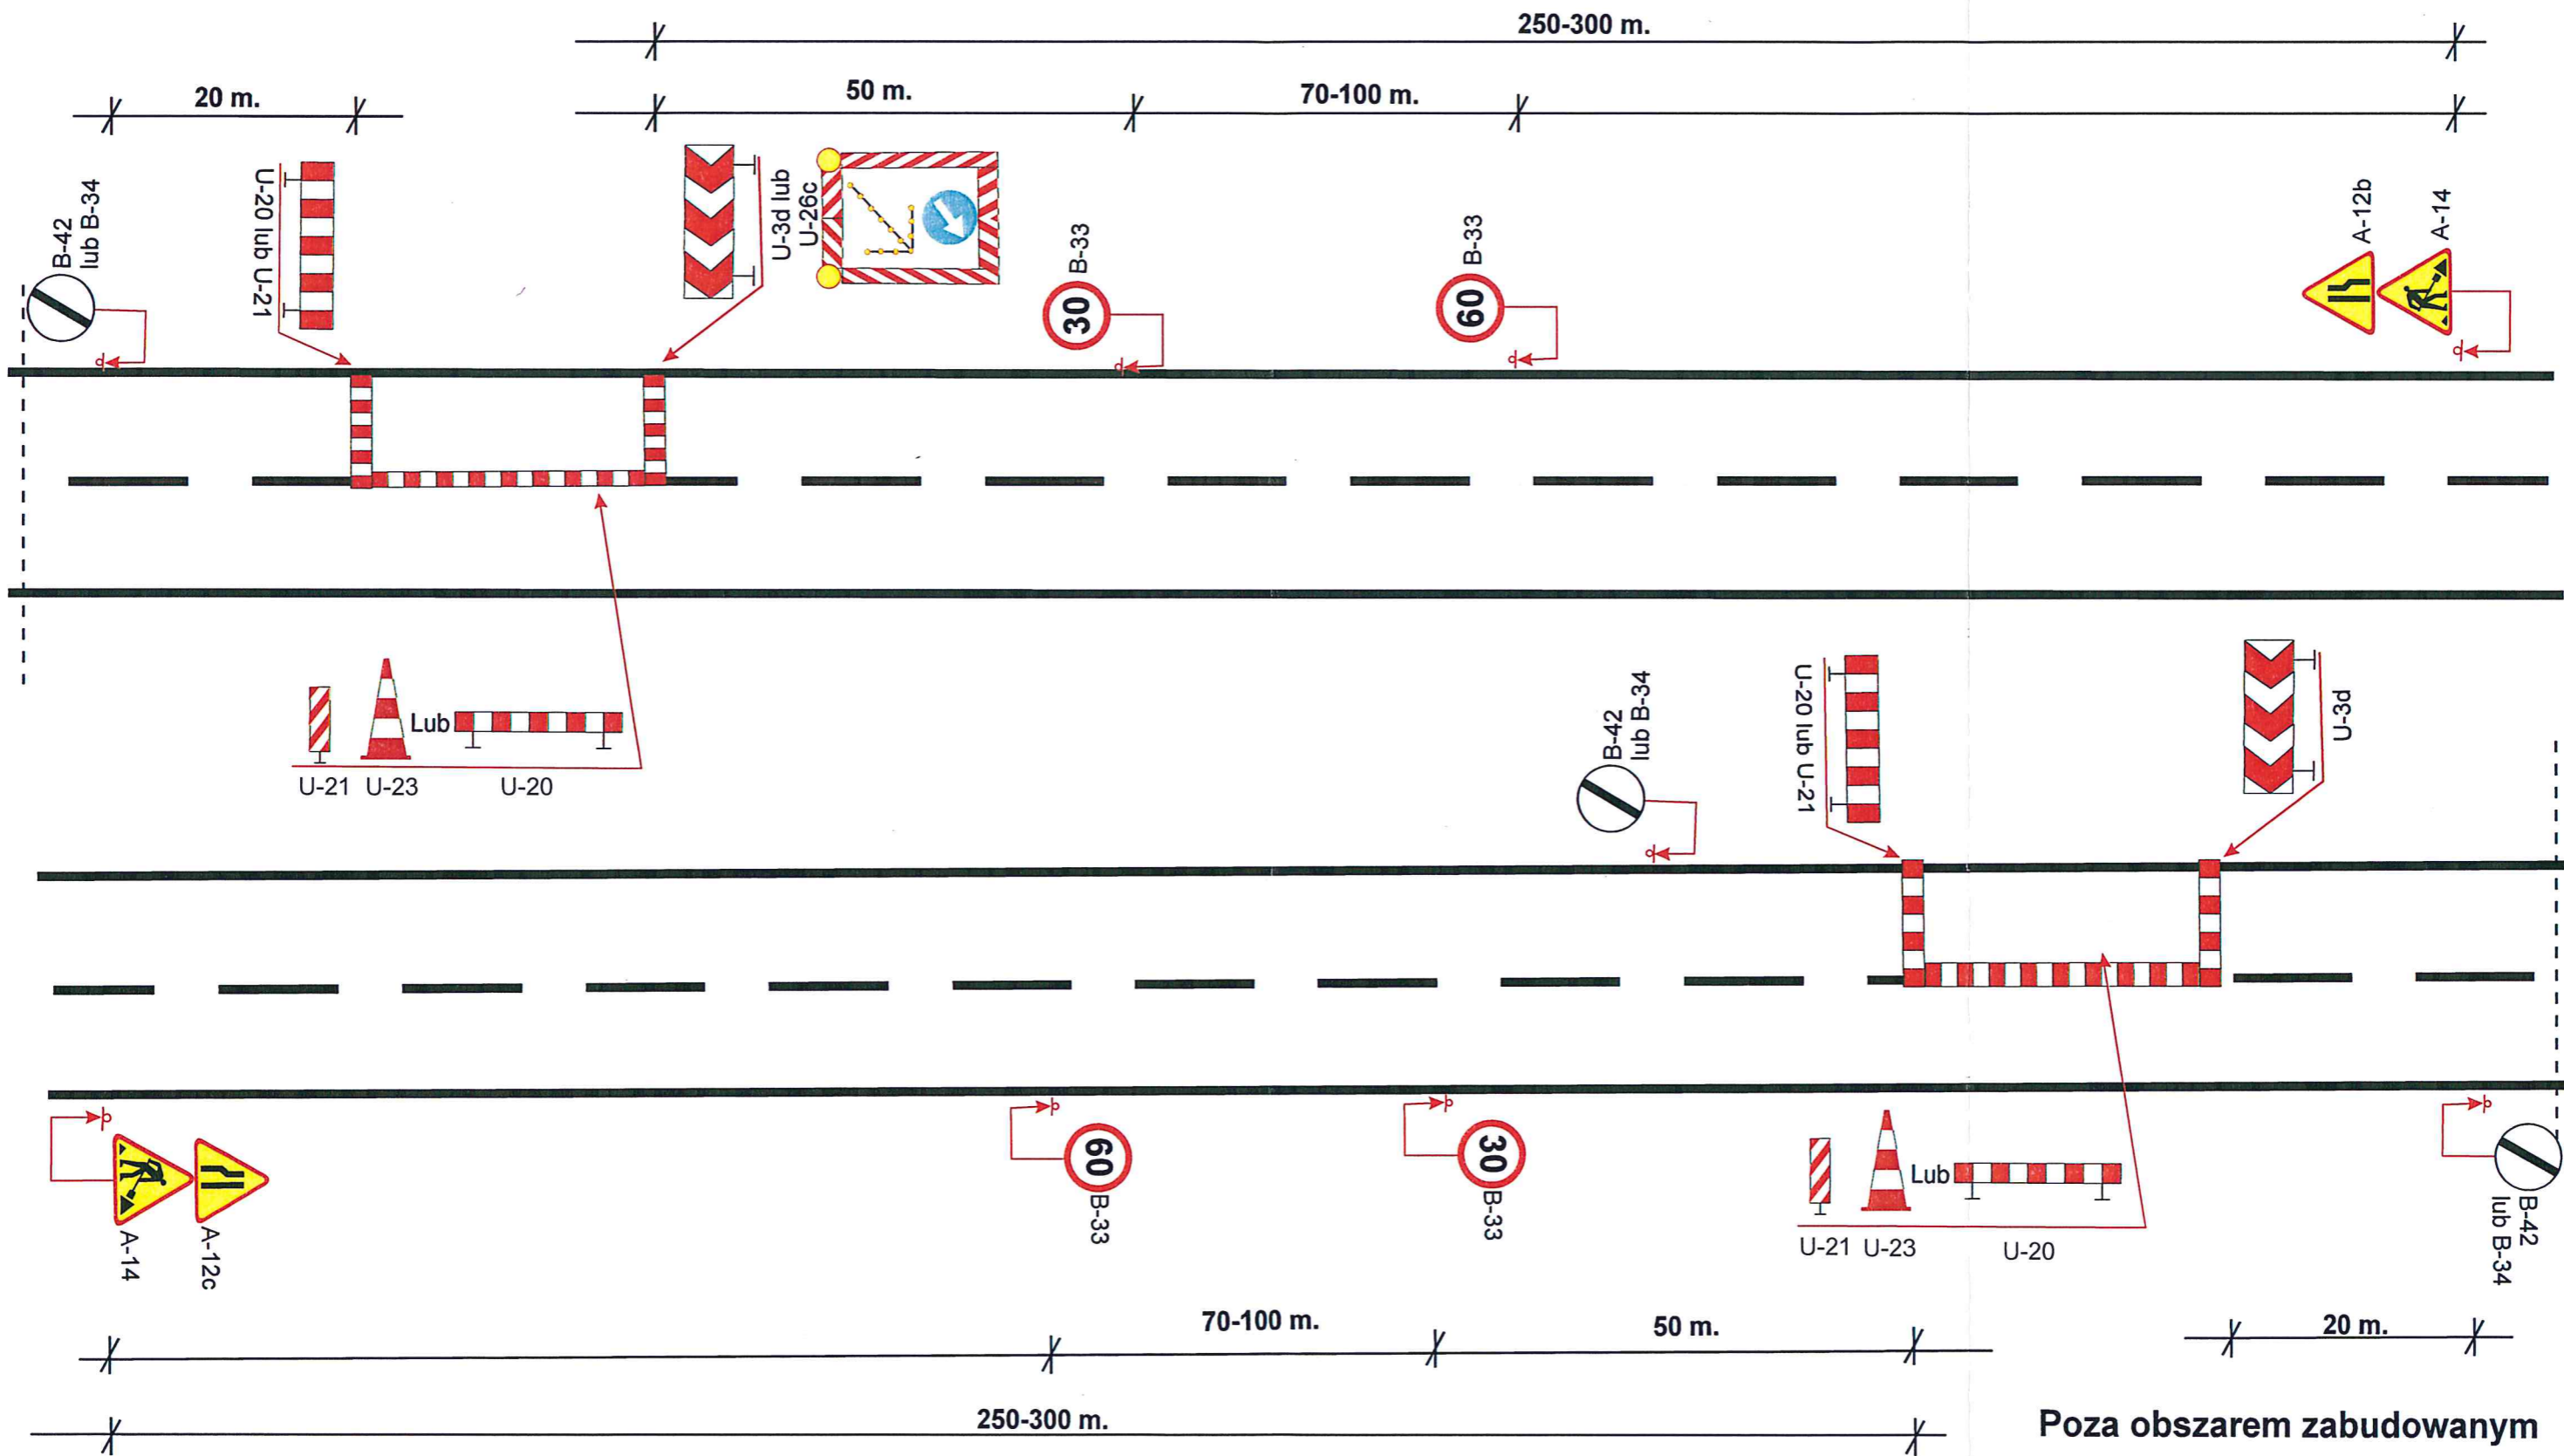 250-300 m.
20 m.
50 m.
70-100 m.
B-42
lub B-34
U-20 lub U-21
U-3d lub
U-26c
30
B-33
60
B-33
A-12b
A-14
Lub
U-21
U-23
U-20
B-42
lub B-34
U-20 lub U-21
U-3d
A-14
A-12c
60
B-33
30
B-33
Lub
U-21
U-23
U-20
B-42
lub B-34
70-100 m.
50 m.
20 m.
250-300 m.
Poza obszarem zabudowanym